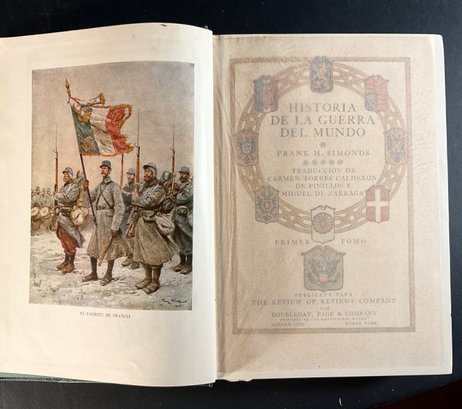 EL ESPÍRITU DE FRANCIA
HISTORIA
DE LA GUERRA
DEL MUNDO
FRANK H. SIMONDS
TRADUCCIÓN DE
CARMEN TORRES CALDERÓN
DE PINILLOS Y
MIGUEL DE ZÁRRAGA
PRIMER TOMO
PUBLICADA PARA
THE REVIEW OF REVIEWS COMPANY
POR
DOUBLEDAY, PAGE & COMPANY
GARDEN CITY NUEVA YORK